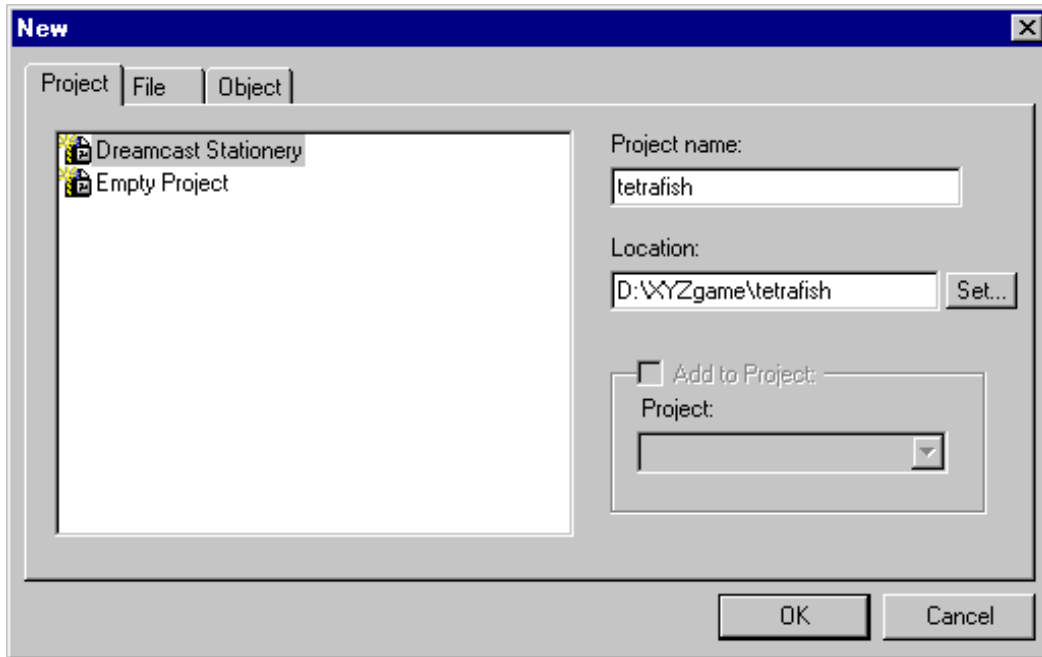 New
Project File Object
Dreamcast Stationery
Empty Project
Project name:
tetrafish
Location:
D:\XYZgame\tetrafish Set...
Add to Project:
Project:
OK Cancel